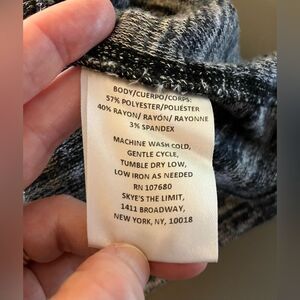 BODY/CUERPO/CORPS:
57% POLYESTER/POLIÉSTER
40% RAYON/ RAYÓN/ RAYONNE
3% SPANDEX
MACHINE WASH COLD,
GENTLE CYCLE,
TUMBLE DRY LOW,
LOW IRON AS NEEDED
RN 107680
SKYE'S THE LIMIT,
1411 BROADWAY,
NEW YORK, NY, 10018